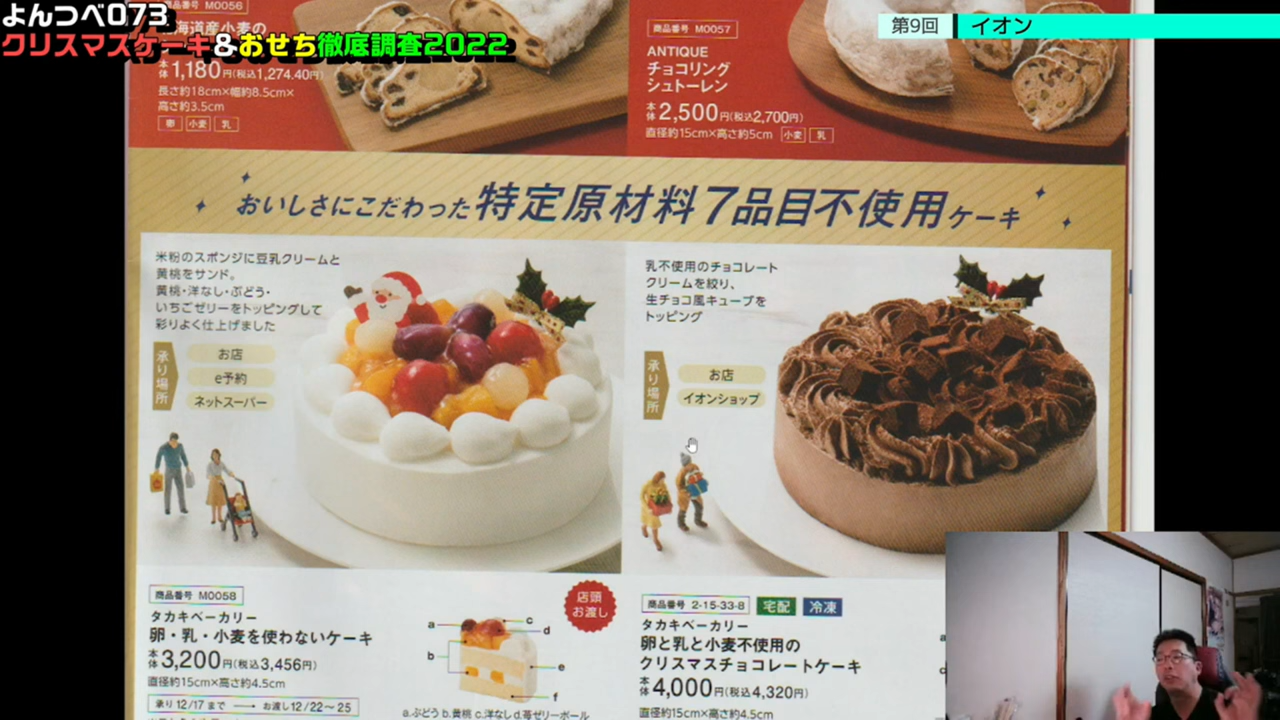 よんつべ073
クリスマスケーキ&おせち徹底調査2022
第9回 イオン
商品番号 M0056
海道産小麦の
本体1,180円(税込1,274.40円)
長さ約18cm×幅約8.5cm×
高さ約3.5cm
卵 小麦 乳
商品番号 M0057
ANTIQUE
チョコリング
シュトーレン
本体2,500円(税込2,700円)
直径約15cm×高さ約5cm 小麦 乳
おいしさにこだわった特定原材料7品目不使用ケーキ
米粉のスポンジに豆乳クリームと
黄桃をサンド。
黄桃・洋なし・ぶどう・
いちごゼリーをトッピングして
彩りよく仕上げました
承り場所
お店
e予約
ネットスーパー
乳不使用のチョコレート
クリームを絞り、
生チョコ風キューブを
トッピング
承り場所
お店
イオンショップ
商品番号 M0058
タカキベーカリー
卵・乳・小麦を使わないケーキ
本体3,200円(税込3,456円)
直径約15cm×高さ約4.5cm
承り12/17まで お渡し12/22〜25
店頭
お渡し
a
b
c
d
e
f
a.ぶどう b.黄桃 c.洋なし d.苺ゼリーボール
商品番号 2-15-33-8 宅配 冷凍
タカキベーカリー
卵と乳と小麦不使用の
クリスマスチョコレートケーキ
本体4,000円(税込4,320円)
直径約15cm×高さ約4.5cm